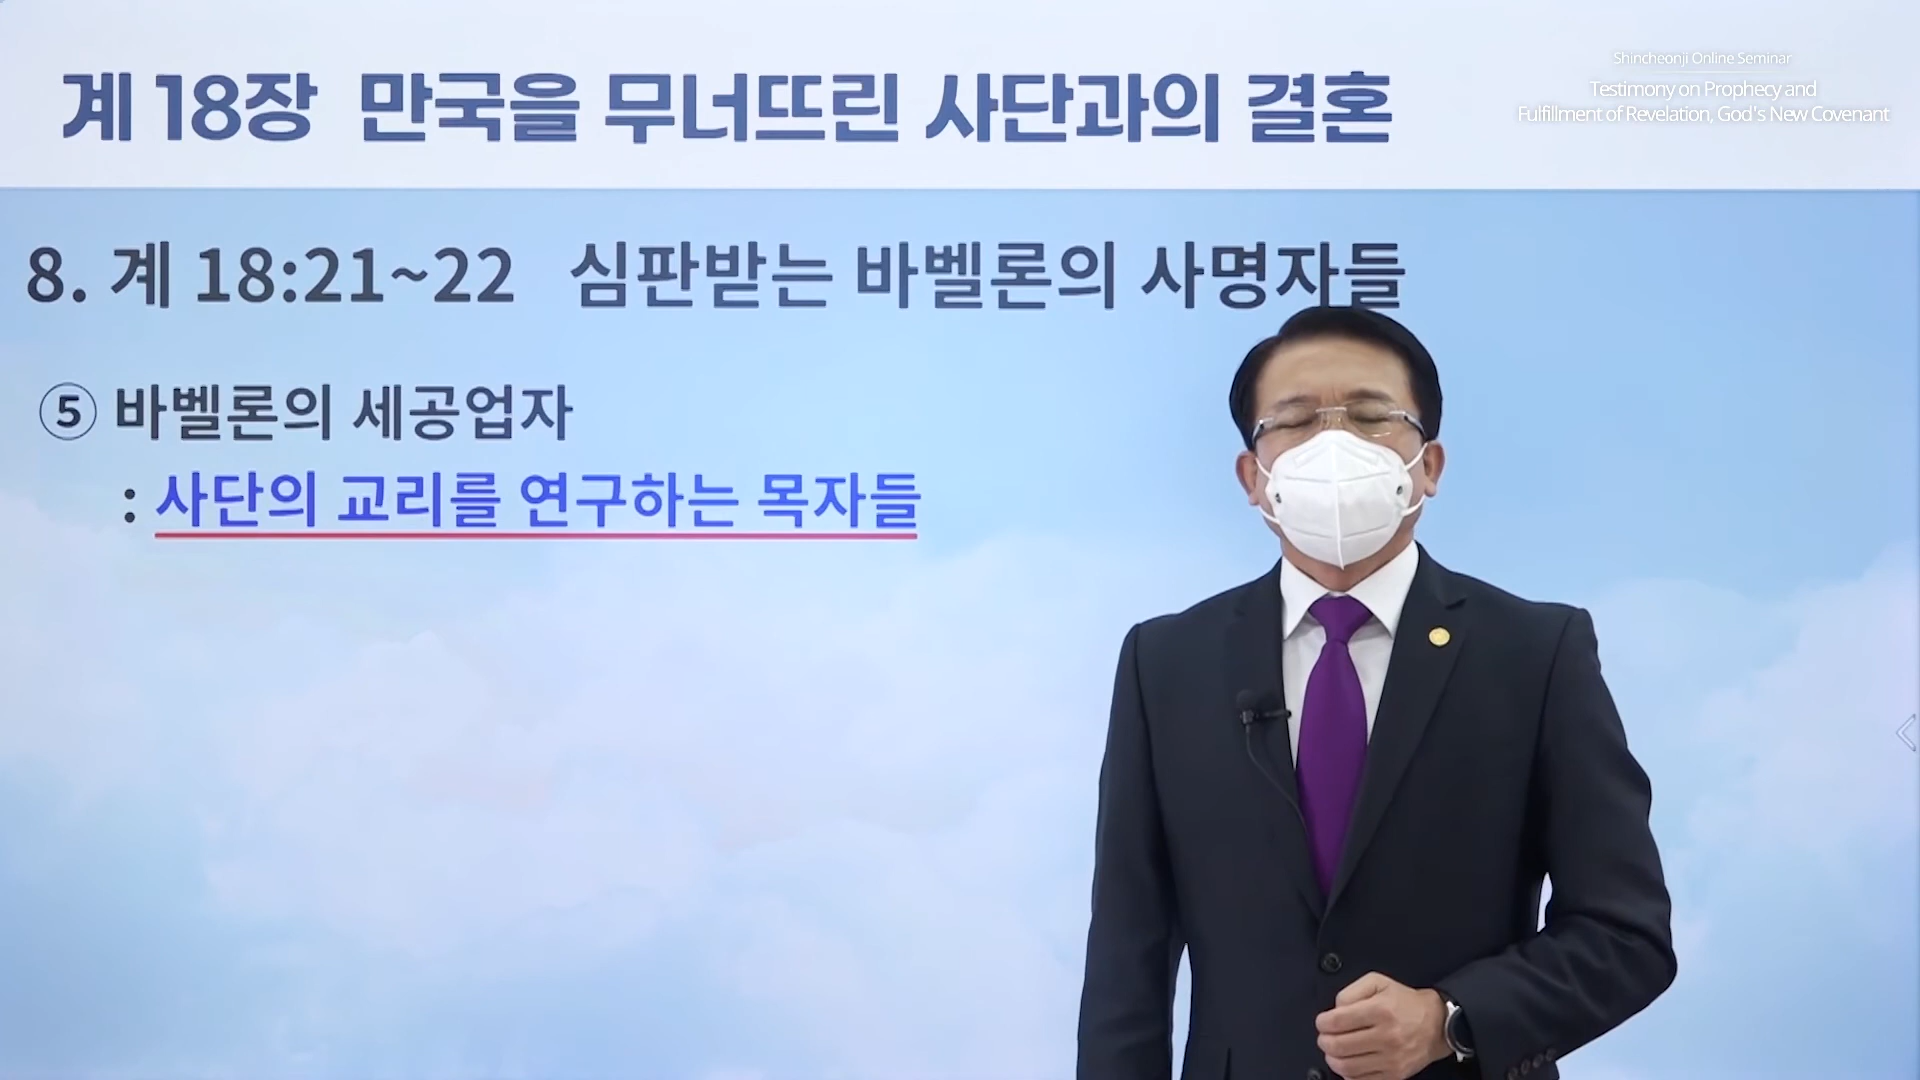 계 18장 만국을 무너뜨린 사단과의 결혼
Shincheonji Online Seminar
Testimony on Prophecy and
Fulfillment of Revelation, God's New Covenant
8. 계 18:21~22 심판받는 바벨론의 사명자들
⑤ 바벨론의 세공업자
: 사단의 교리를 연구하는 목자들